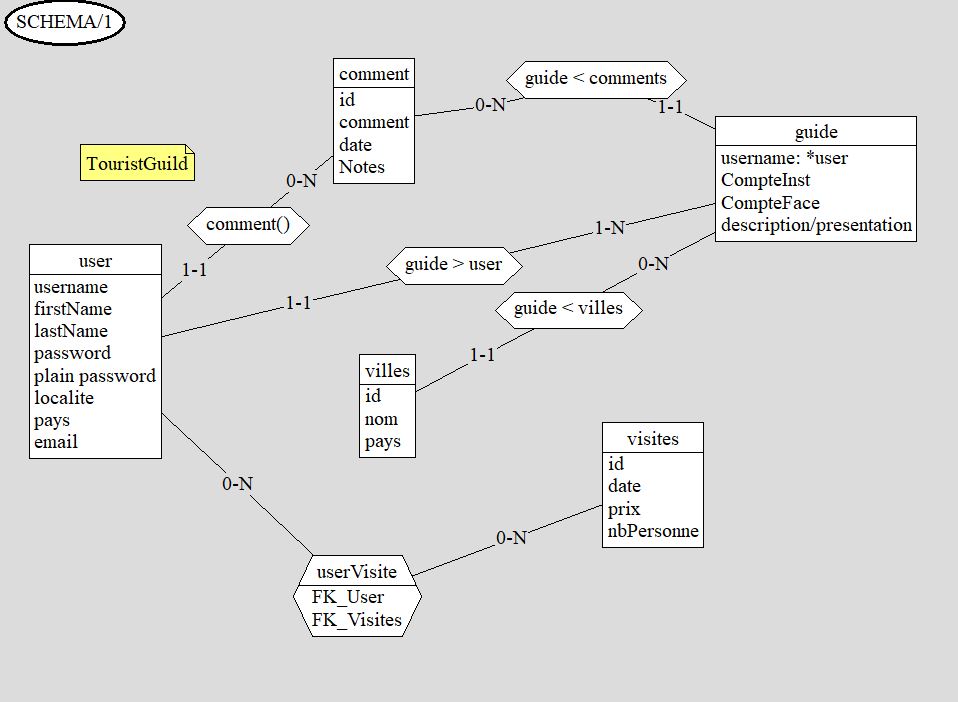 SCHEMA/1
TouristGuild
comment
id
comment
date
Notes
guide < comments
0-N
1-1
guide
username: *user
CompteInst
CompteFace
description/presentation
0-N
comment()
1-1
user
username
firstName
lastName
password
plain password
localite
pays
email
1-N
guide > user
1-1
0-N
guide < villes
1-1
villes
id
nom
pays
visites
id
date
prix
nbPersonne
0-N
0-N
userVisite
FK_User
FK_Visites